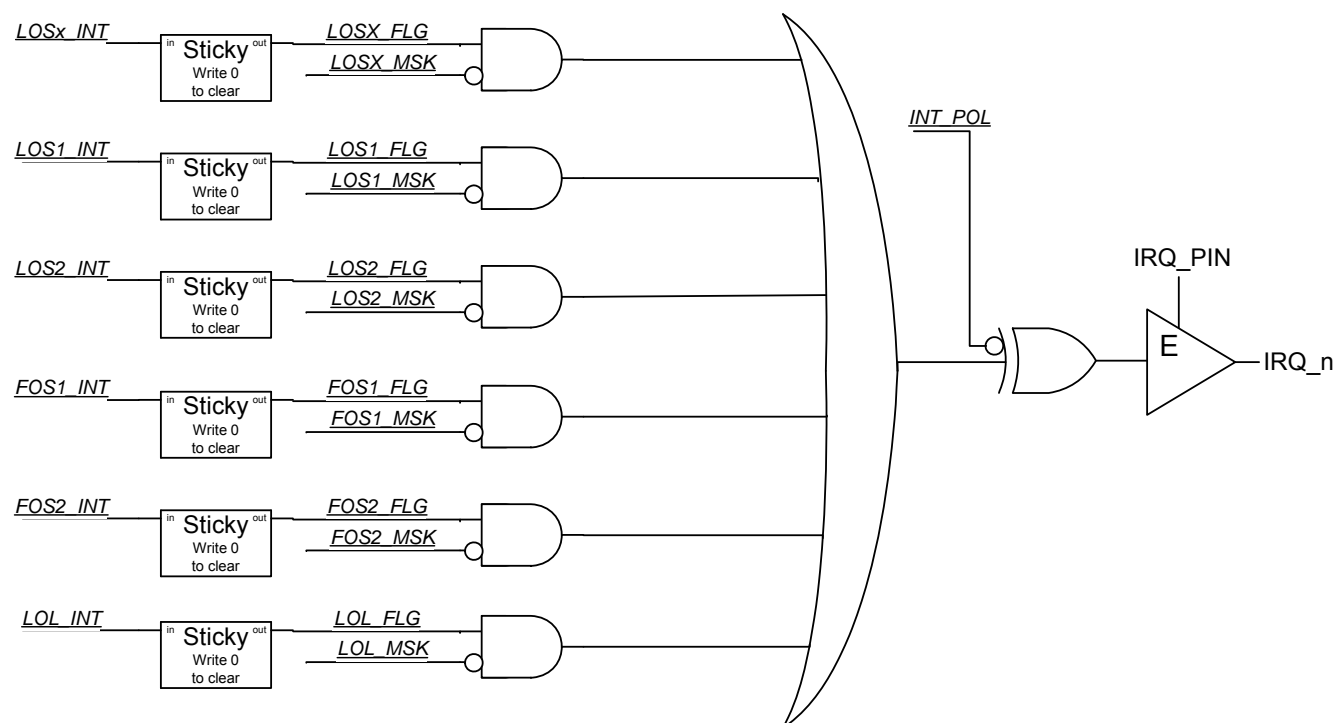 LOSx_INT
in Sticky out
Write 0
to clear
LOSX_FLG
LOSX_MSK
LOS1_INT
in Sticky out
Write 0
to clear
LOS1_FLG
LOS1_MSK
LOS2_INT
in Sticky out
Write 0
to clear
LOS2_FLG
LOS2_MSK
FOS1_INT
in Sticky out
Write 0
to clear
FOS1_FLG
FOS1_MSK
FOS2_INT
in Sticky out
Write 0
to clear
FOS2_FLG
FOS2_MSK
LOL_INT
in Sticky out
Write 0
to clear
LOL_FLG
LOL_MSK
INT_POL
IRQ_PIN
E
IRQ_n